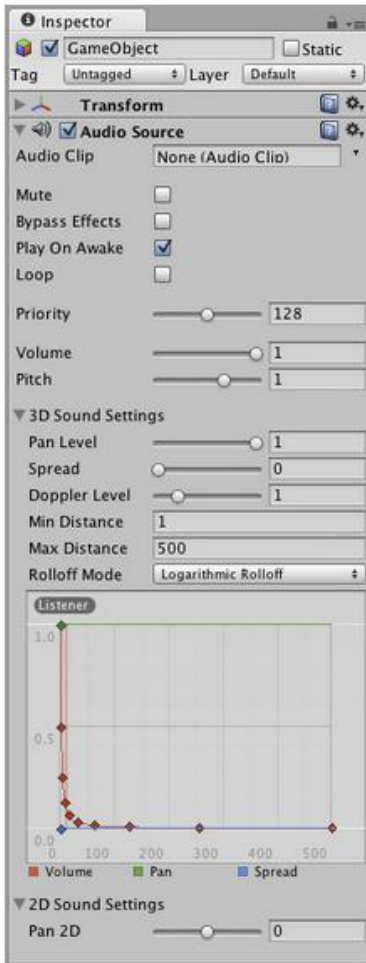 Inspector
GameObject Static
Tag Untagged Layer Default
Transform
Audio Source
Audio Clip None (Audio Clip)
Mute
Bypass Effects
Play On Awake
Loop
Priority 128
Volume 1
Pitch 1
3D Sound Settings
Pan Level 1
Spread 0
Doppler Level 1
Min Distance 1
Max Distance 500
Rolloff Mode Logarithmic Rolloff
Listener
1.0
0.5
0.0
0 100 200 300 400 500
Volume Pan Spread
2D Sound Settings
Pan 2D 0